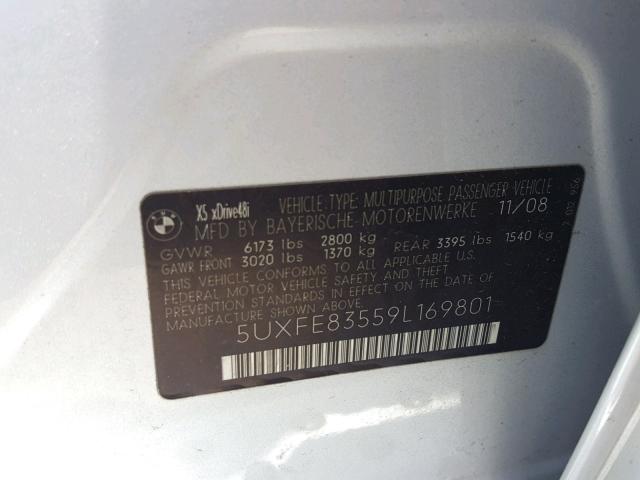 BMW
X5 xDrive48i
VEHICLE TYPE: MULTIPURPOSE PASSENGER VEHICLE
MFD BY BAYERISCHE MOTORENWERKE 11/08
GVWR 6173 lbs 2800 kg
GAWR FRONT 3020 lbs 1370 kg REAR 3395 lbs 1540 kg
THIS VEHICLE CONFORMS TO ALL APPLICABLE
FEDERAL MOTOR VEHICLE SAFETY AND THEFT
PREVENTION STANDARDS IN EFFECT ON THE DATE OF
MANUFACTURE SHOWN ABOVE.
5UXFE83559L169801